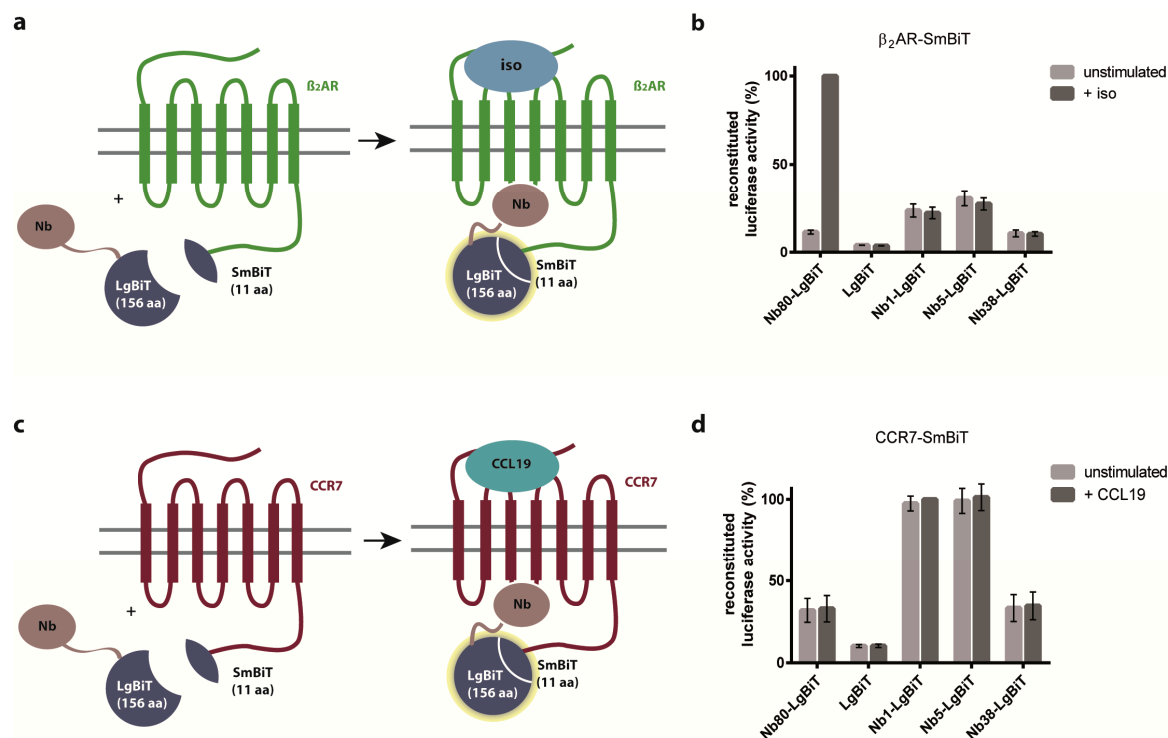 a
iso
ß₂AR
ß₂AR
+
Nb
Nb
SmBiT
(11 aa)
LgBiT
(156 aa)
LgBiT
(156 aa)
SmBiT
(11 aa)
b
β₂AR-SmBiT
unstimulated
+ iso
reconstituted
luciferase activity (%)
100
50
0
Nb80-LgBiT
LgBiT
Nb1-LgBiT
Nb5-LgBiT
Nb38-LgBiT
c
CCL19
CCR7
CCR7
+
Nb
Nb
SmBiT
(11 aa)
LgBiT
(156 aa)
LgBiT
(156 aa)
SmBiT
(11 aa)
d
CCR7-SmBiT
unstimulated
+ CCL19
reconstituted
luciferase activity (%)
100
50
0
Nb80-LgBiT
LgBiT
Nb1-LgBiT
Nb5-LgBiT
Nb38-LgBiT